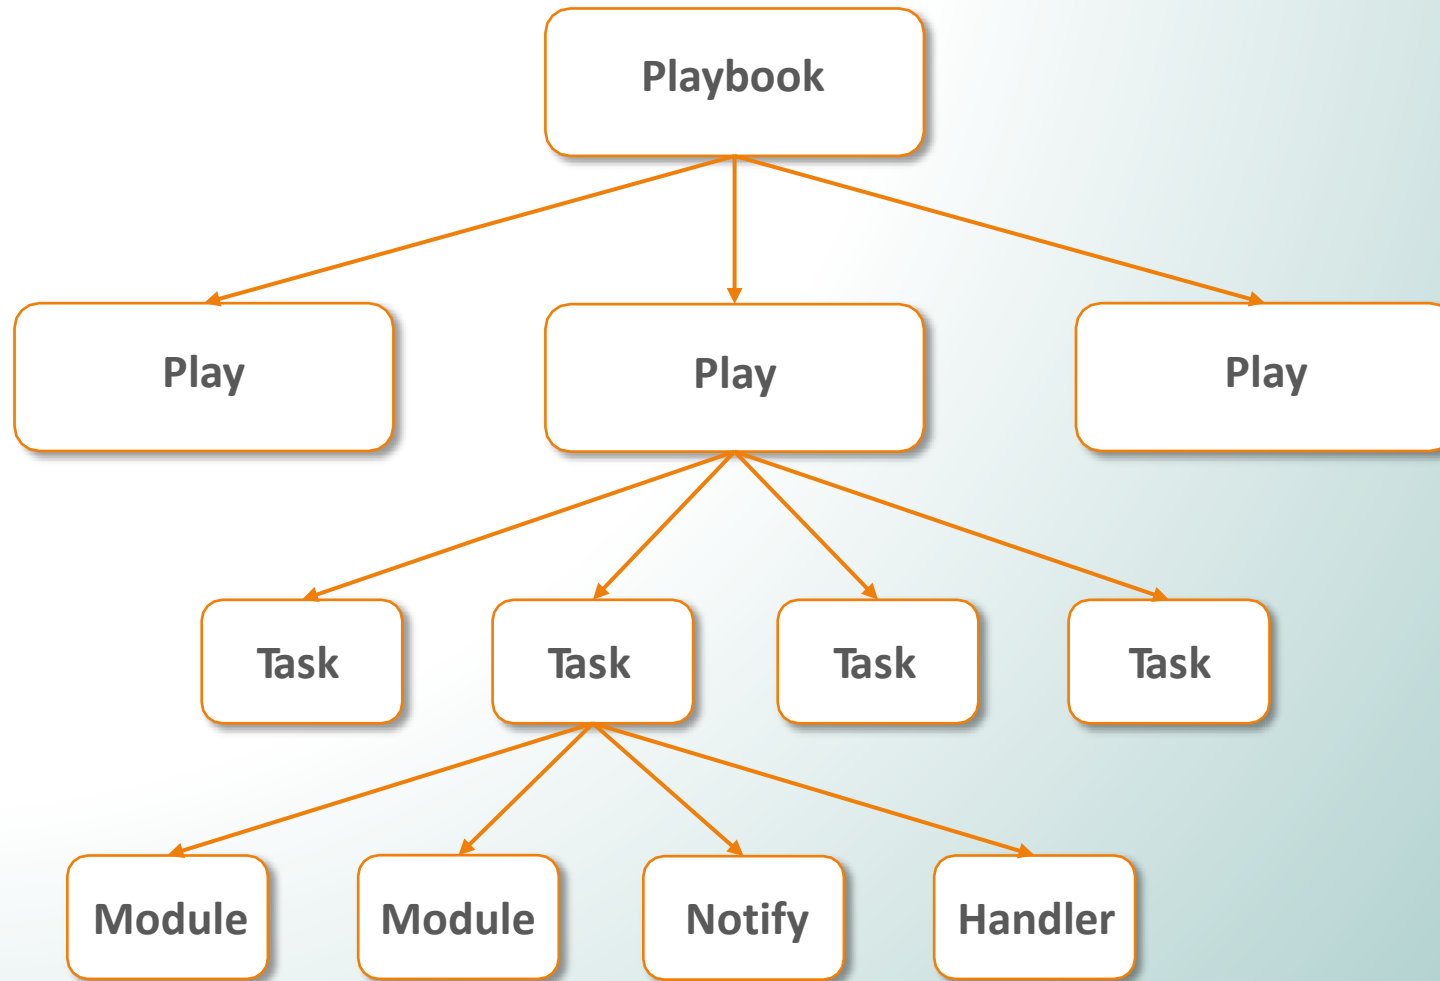 Playbook
Play
Play
Play
Task
Task
Task
Task
Module
Module
Notify
Handler